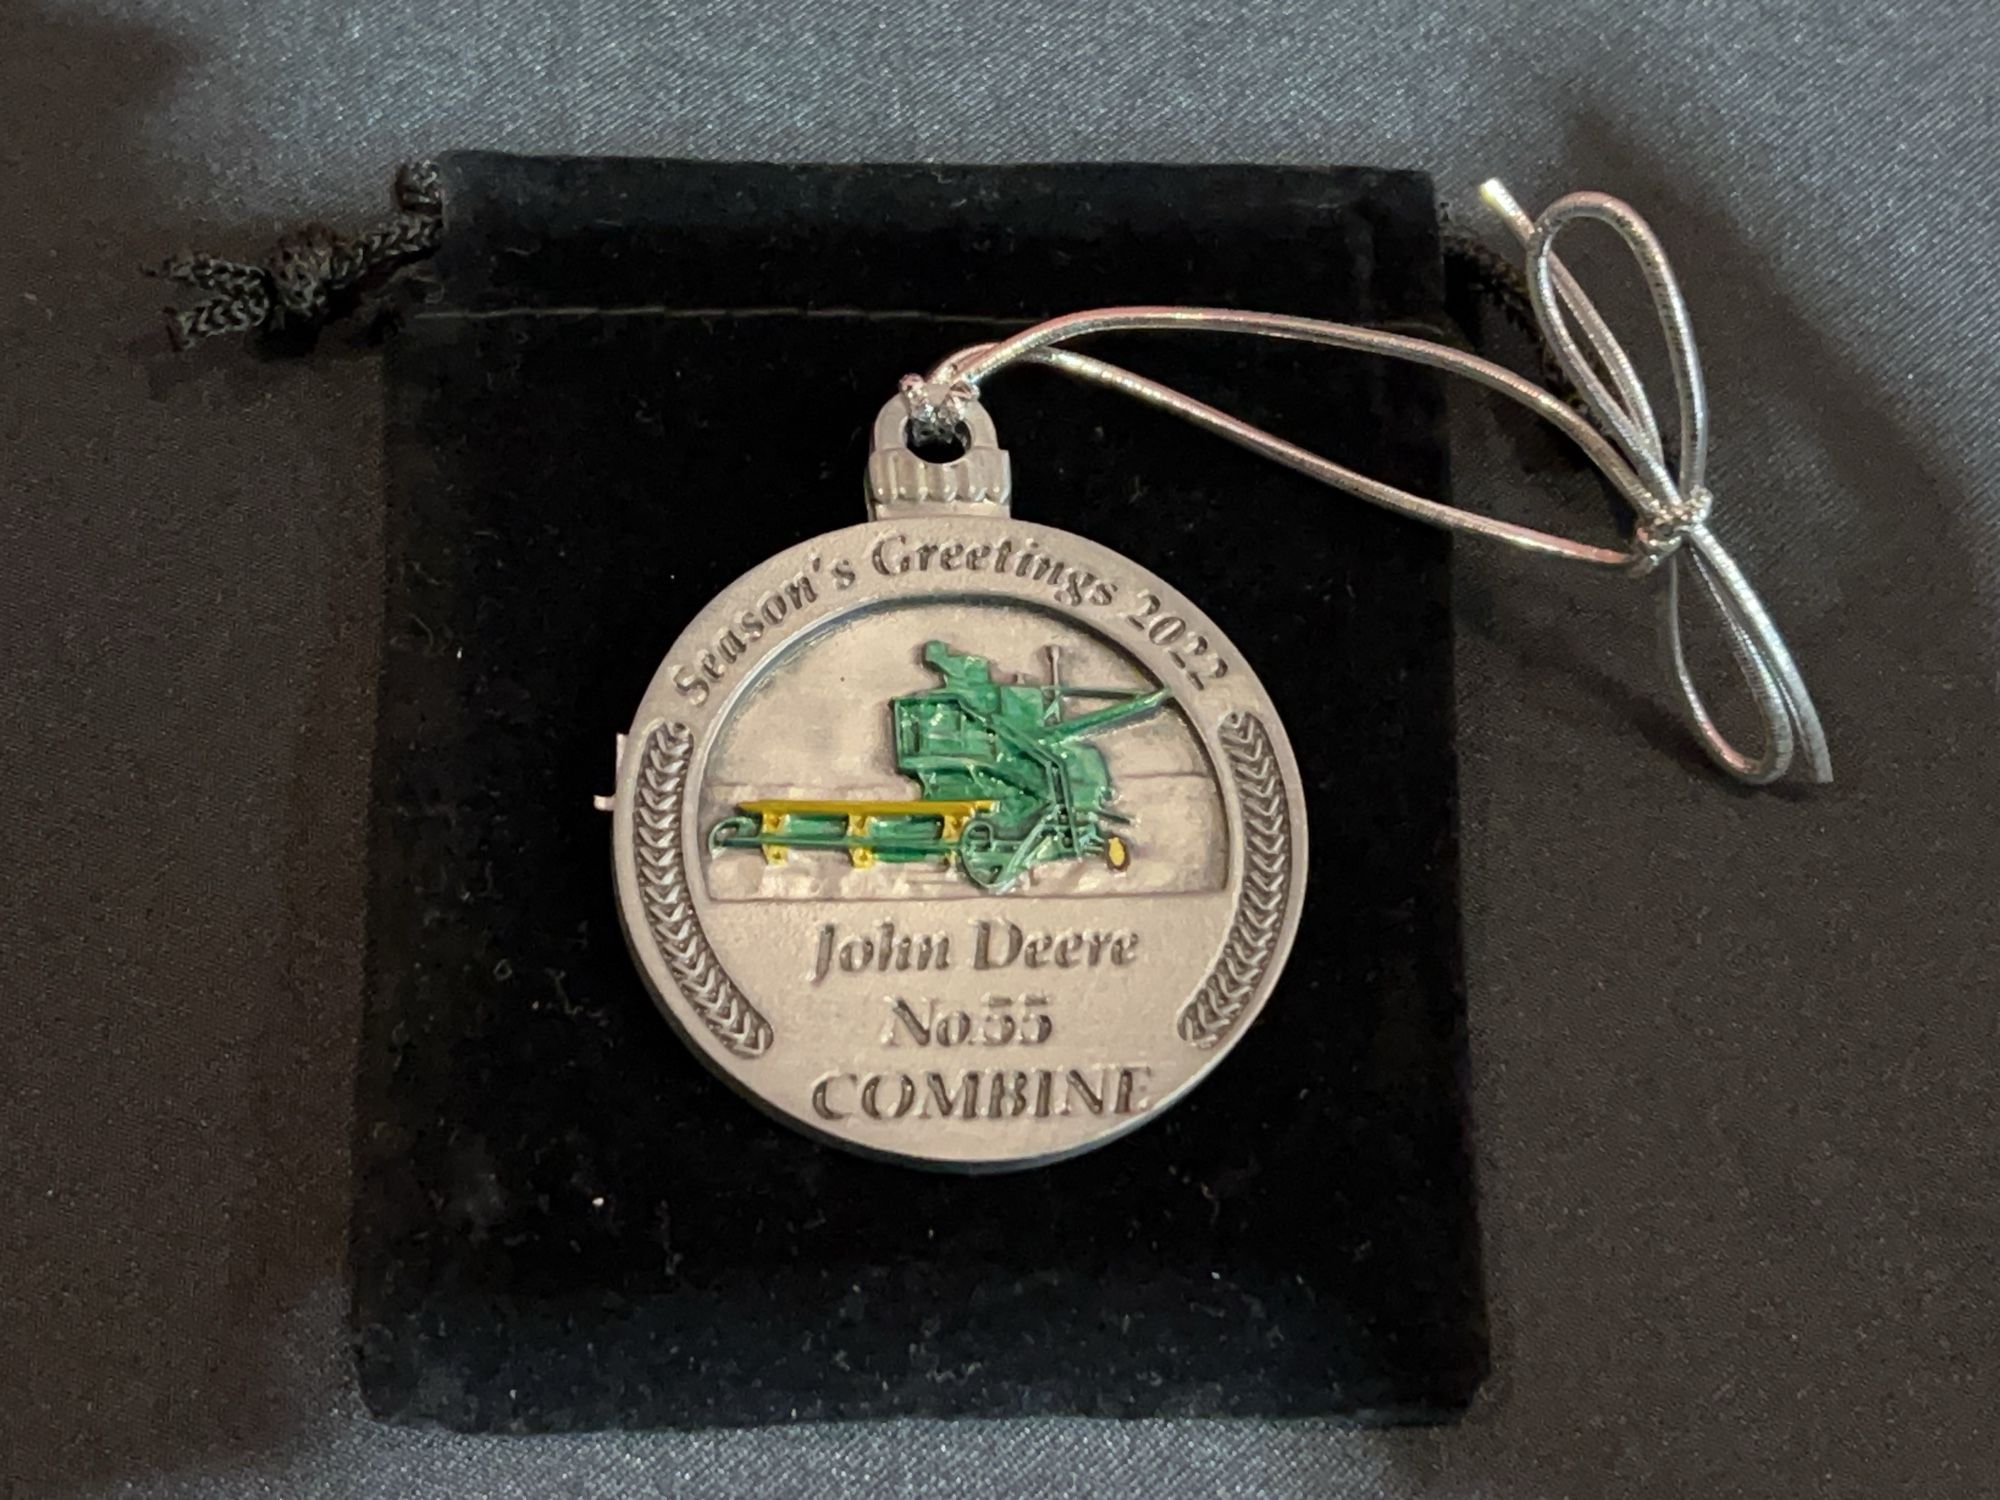 Season's Greetings 2022
John Deere
No.55
COMBINE